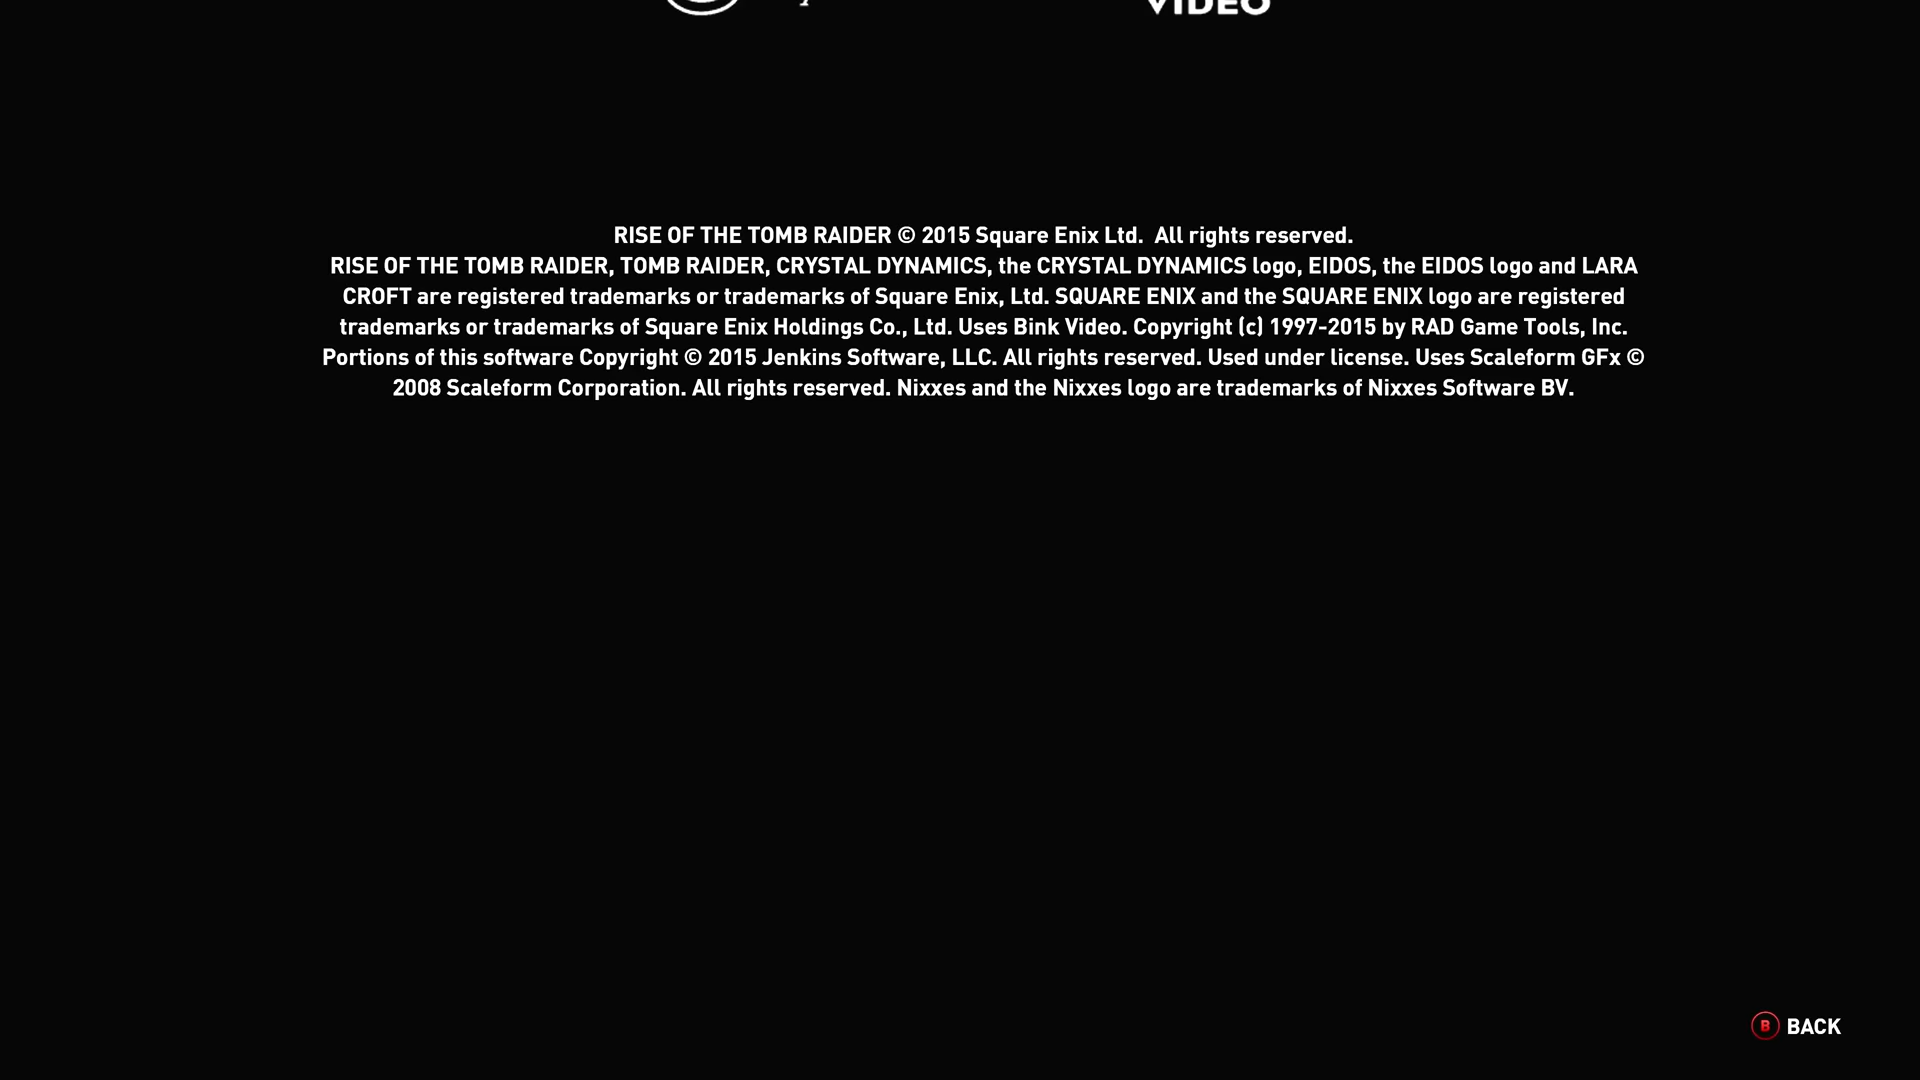 VIDEO
RISE OF THE TOMB RAIDER © 2015 Square Enix Ltd.  All rights reserved.
RISE OF THE TOMB RAIDER, TOMB RAIDER, CRYSTAL DYNAMICS, the CRYSTAL DYNAMICS logo, EIDOS, the EIDOS logo and LARA
CROFT are registered trademarks or trademarks of Square Enix, Ltd. SQUARE ENIX and the SQUARE ENIX logo are registered
trademarks or trademarks of Square Enix Holdings Co., Ltd. Uses Bink Video. Copyright (c) 1997-2015 by RAD Game Tools, Inc.
Portions of this software Copyright © 2015 Jenkins Software, LLC. All rights reserved. Used under license. Uses Scaleform GFx ©
2008 Scaleform Corporation. All rights reserved. Nixxes and the Nixxes logo are trademarks of Nixxes Software BV.
B BACK